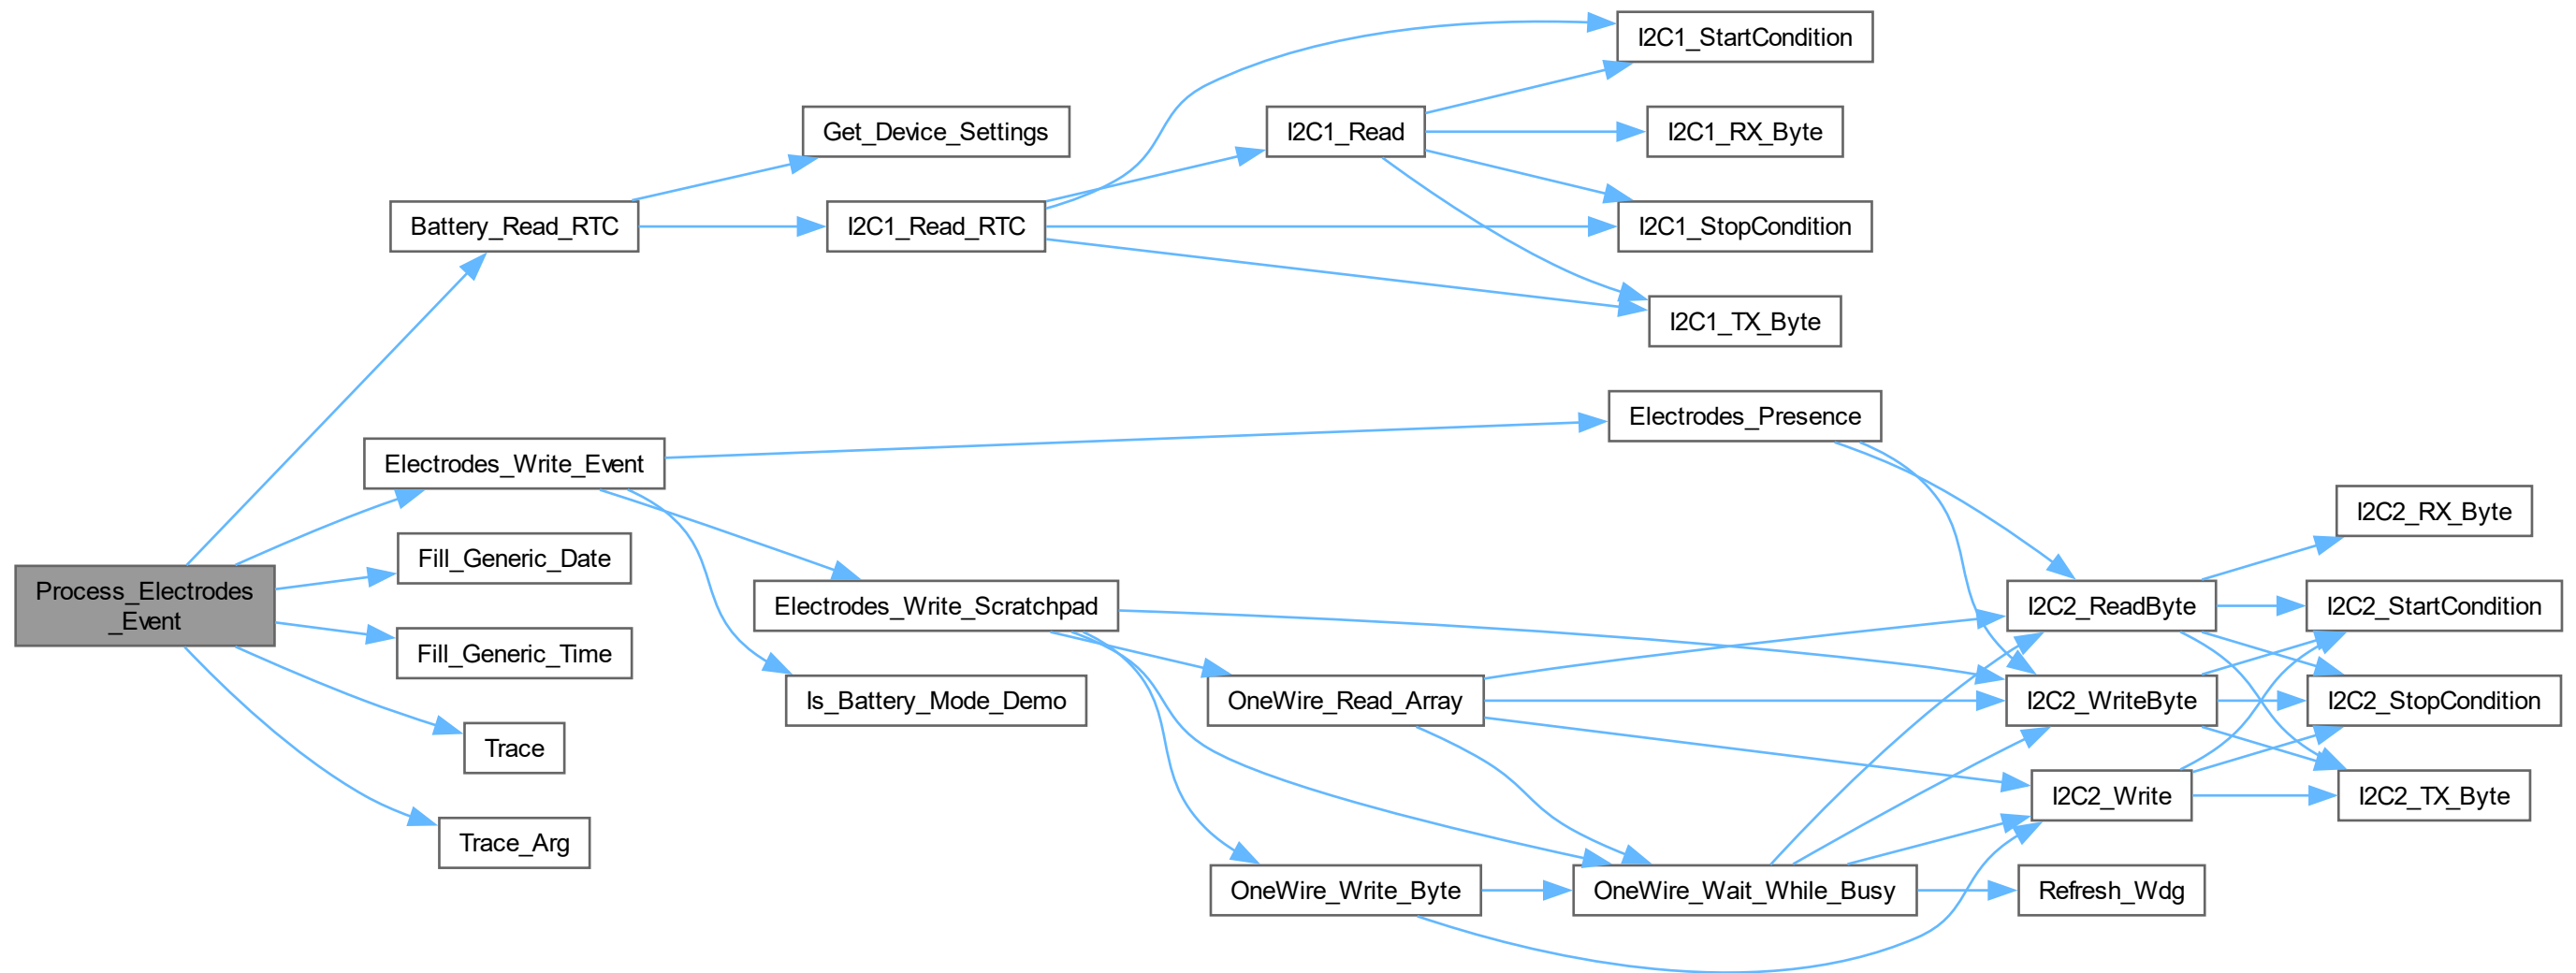 I2C1_StartCondition
Get_Device_Settings
I2C1_Read
I2C1_RX_Byte
Battery_Read_RTC
I2C1_Read_RTC
I2C1_StopCondition
I2C1_TX_Byte
Electrodes_Presence
Electrodes_Write_Event
I2C2_RX_Byte
Fill_Generic_Date
Process_Electrodes
_Event
Electrodes_Write_Scratchpad
I2C2_ReadByte
I2C2_StartCondition
Fill_Generic_Time
Is_Battery_Mode_Demo
OneWire_Read_Array
I2C2_WriteByte
I2C2_StopCondition
Trace
I2C2_Write
I2C2_TX_Byte
Trace_Arg
OneWire_Write_Byte
OneWire_Wait_While_Busy
Refresh_Wdg